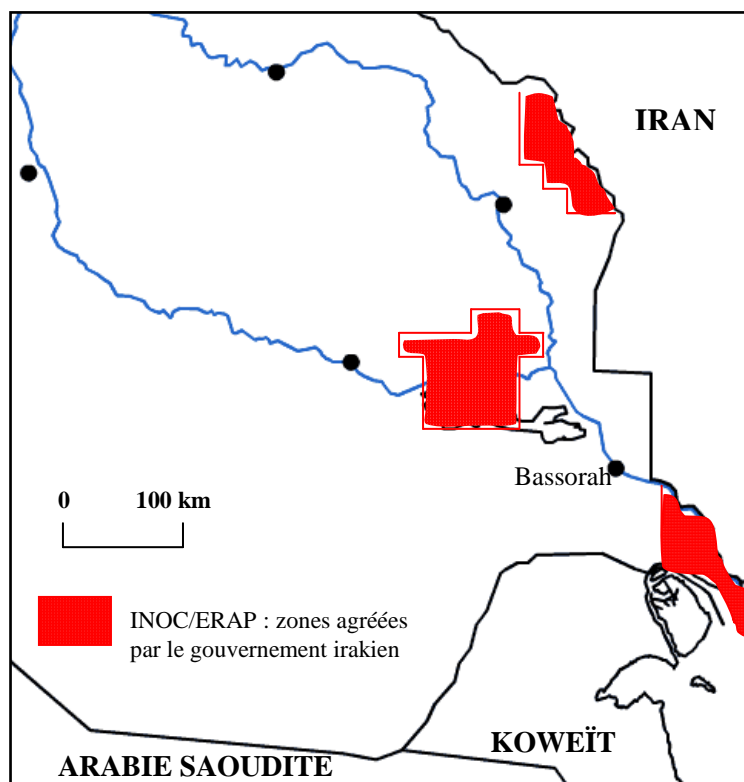 IRAN
Bassorah
0 100 km
INOC/ERAP : zones agréées
par le gouvernement irakien
KOWEÏT
ARABIE SAOUDITE